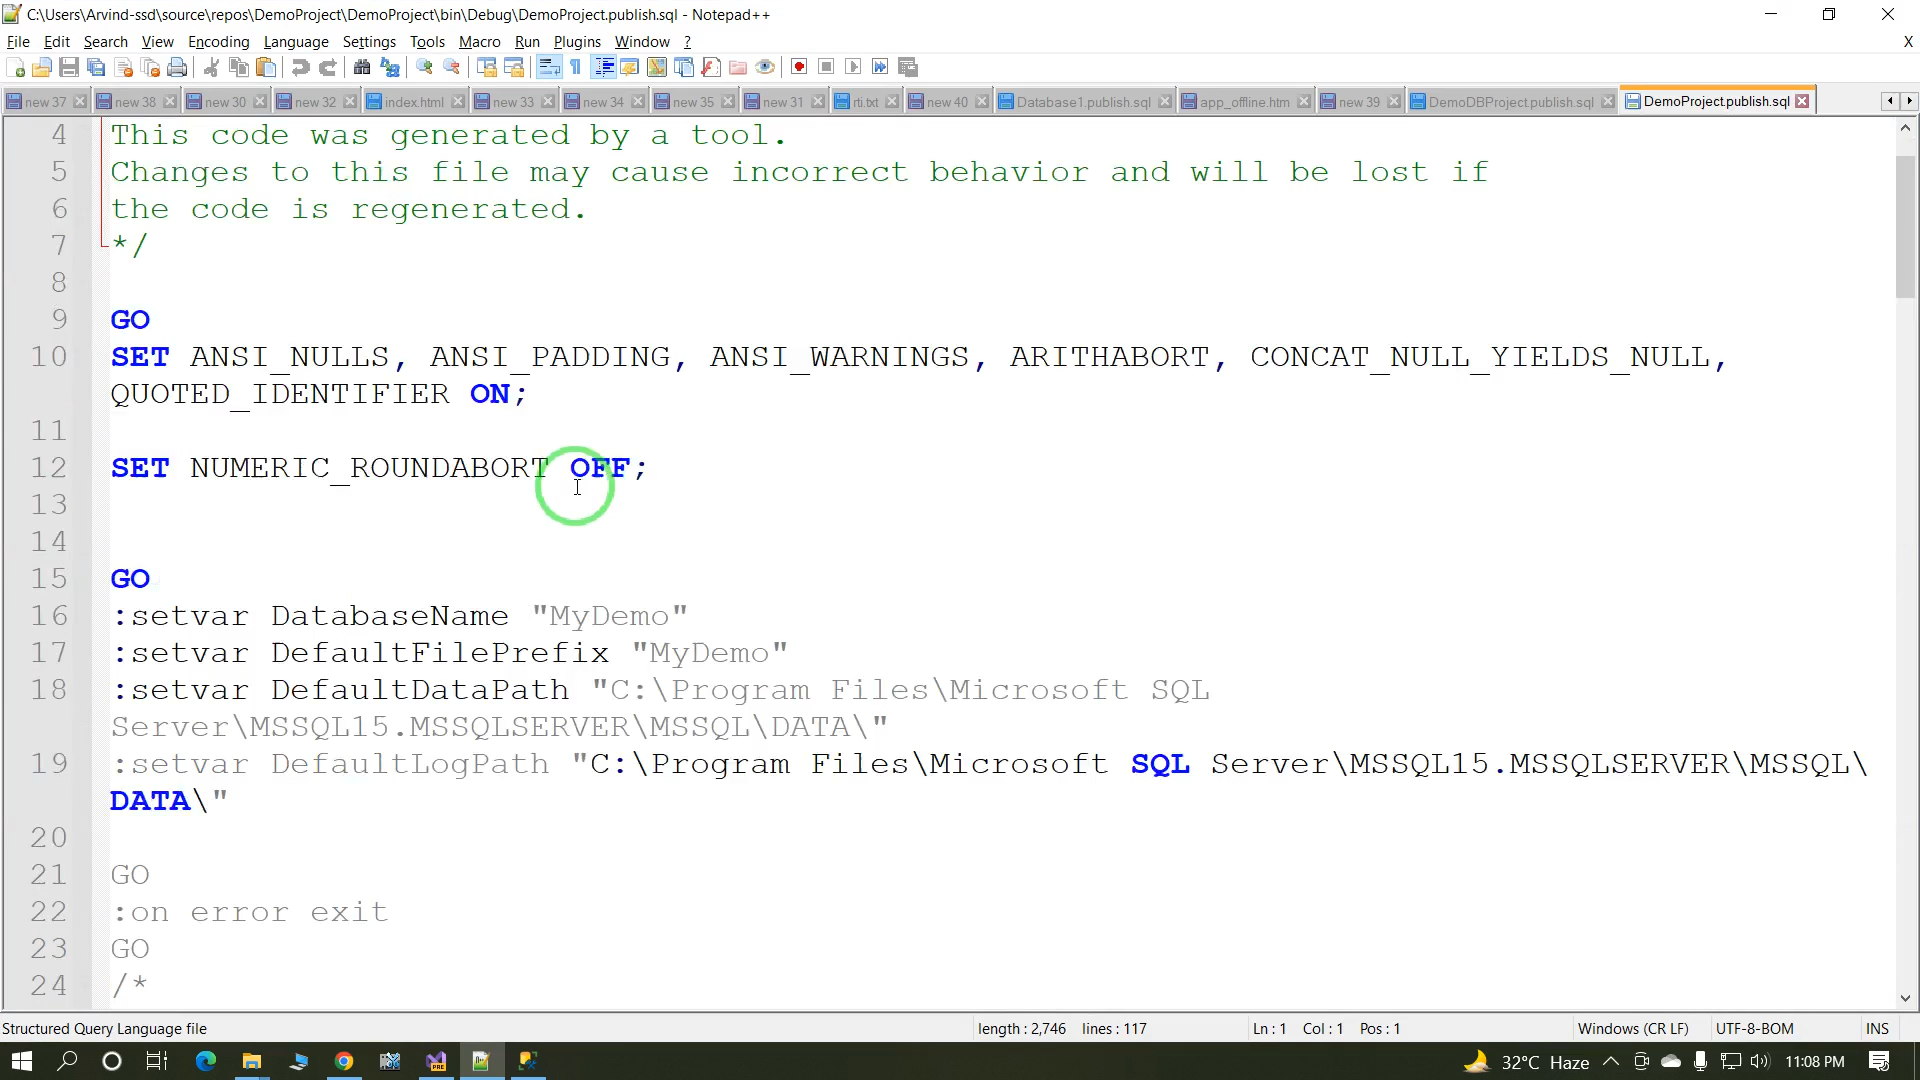 C:\Users\Arvind-ssd\source\repos\DemoProject\DemoProject\bin\Debug\DemoProject.publish.sql - Notepad++
File Edit Search View Encoding Language Settings Tools Macro Run Plugins Window ? X
new 37 new 38 new 30 new 32 index.html new 33 new 34 new 35 new 31 rti.txt new 40 Database1.publish.sql app_offline.htm new 39 DemoDBProject.publish.sql DemoProject.publish.sql
4 This code was generated by a tool.
5 Changes to this file may cause incorrect behavior and will be lost if
6 the code is regenerated.
7 */
8
9 GO
10 SET ANSI_NULLS, ANSI_PADDING, ANSI_WARNINGS, ARITHABORT, CONCAT_NULL_YIELDS_NULL,
QUOTED_IDENTIFIER ON;
11
12 SET NUMERIC_ROUNDABORT OFF;
13
14
15 GO
16 :setvar DatabaseName "MyDemo"
17 :setvar DefaultFilePrefix "MyDemo"
18 :setvar DefaultDataPath "C:\Program Files\Microsoft SQL
Server\MSSQL15.MSSQLSERVER\MSSQL\DATA\"
19 :setvar DefaultLogPath "C:\Program Files\Microsoft SQL Server\MSSQL15.MSSQLSERVER\MSSQL\
DATA\"
20
21 GO
22 :on error exit
23 GO
24 /*
Structured Query Language file length : 2,746 lines : 117 Ln : 1 Col : 1 Pos : 1 Windows (CR LF) UTF-8-BOM INS
32°C Haze 11:08 PM